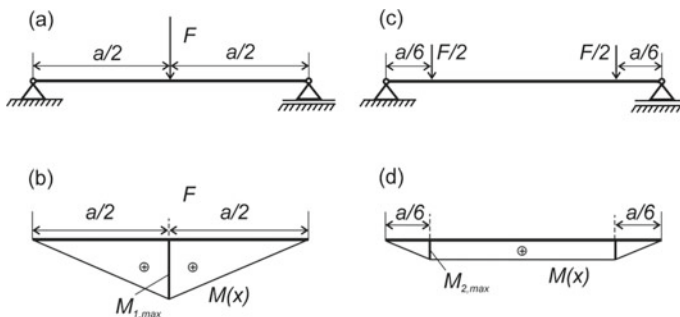 (a)
F
a/2
a/2
(c)
a/6
F/2
F/2
a/6
(b)
F
a/2
a/2
M1,max
M(x)
(d)
a/6
a/6
M2,max
M(x)